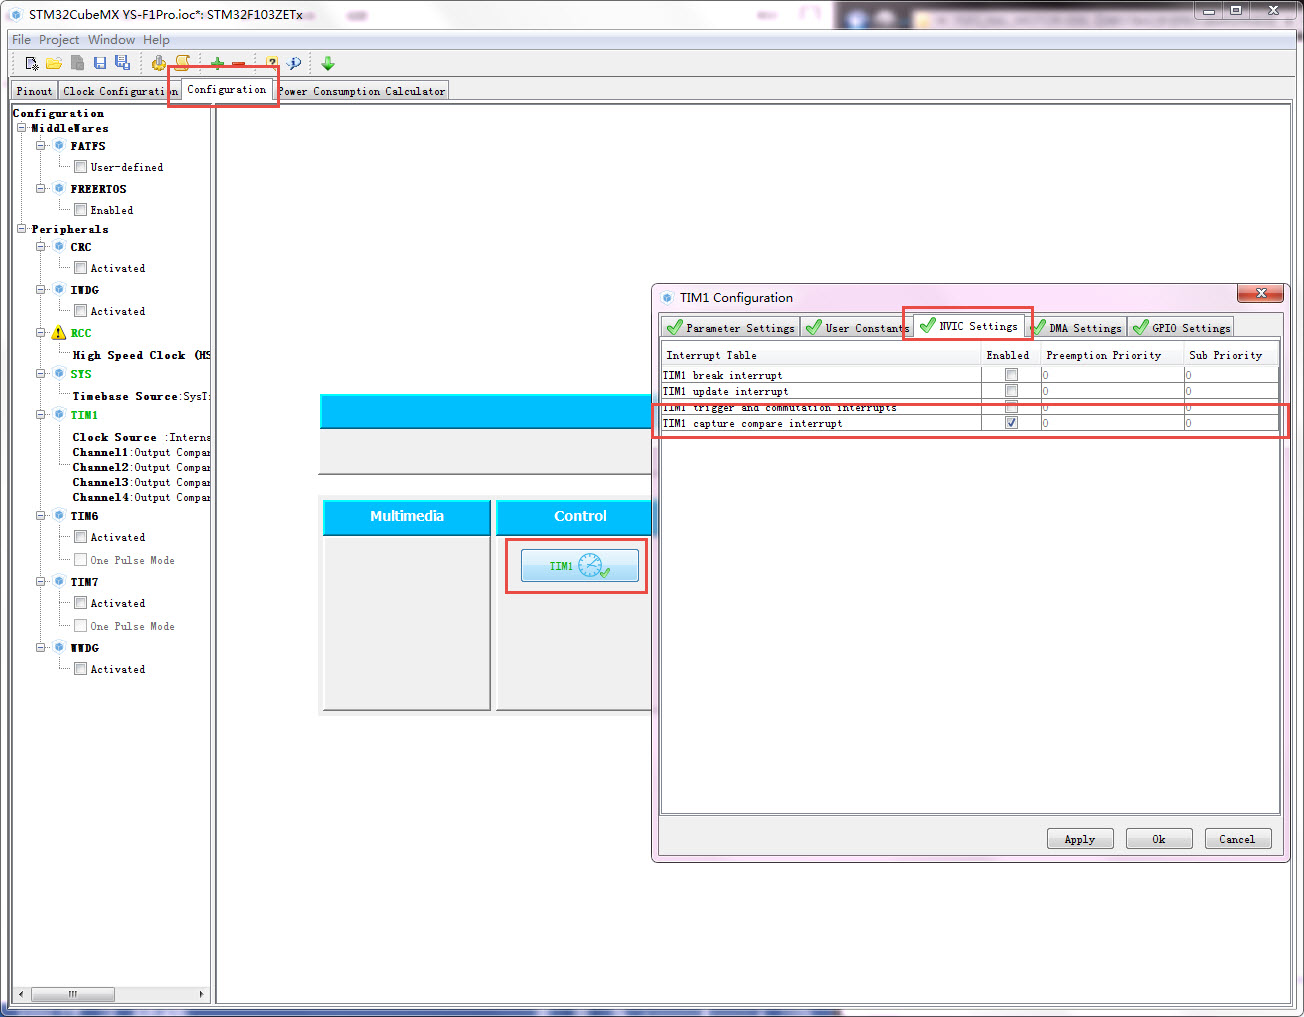 STM32CubeMX YS-F1Pro.ioc*: STM32F103ZETx
File Project Window Help
Pinout Clock Configuration Configuration Power Consumption Calculator
Configuration
MiddleWares
FATFS
User-defined
FREERTOS
Enabled
Peripherals
CRC
Activated
IWDG
Activated
RCC
High Speed Clock (HS
SYS
Timebase Source:SysTi
TIM1
Clock Source :Interna
Channel1:Output Compar
Channel2:Output Compar
Channel3:Output Compar
Channel4:Output Compar
TIM6
Activated
One Pulse Mode
TIM7
Activated
One Pulse Mode
WWDG
Activated
Multimedia Control
TIM1
TIM1 Configuration
Parameter Settings User Constants NVIC Settings DMA Settings GPIO Settings
Interrupt Table Enabled Preemption Priority Sub Priority
TIM1 break interrupt 0 0
TIM1 update interrupt 0 0
TIM1 trigger and commutation interrupts 0 0
TIM1 capture compare interrupt 0 0
Apply Ok Cancel